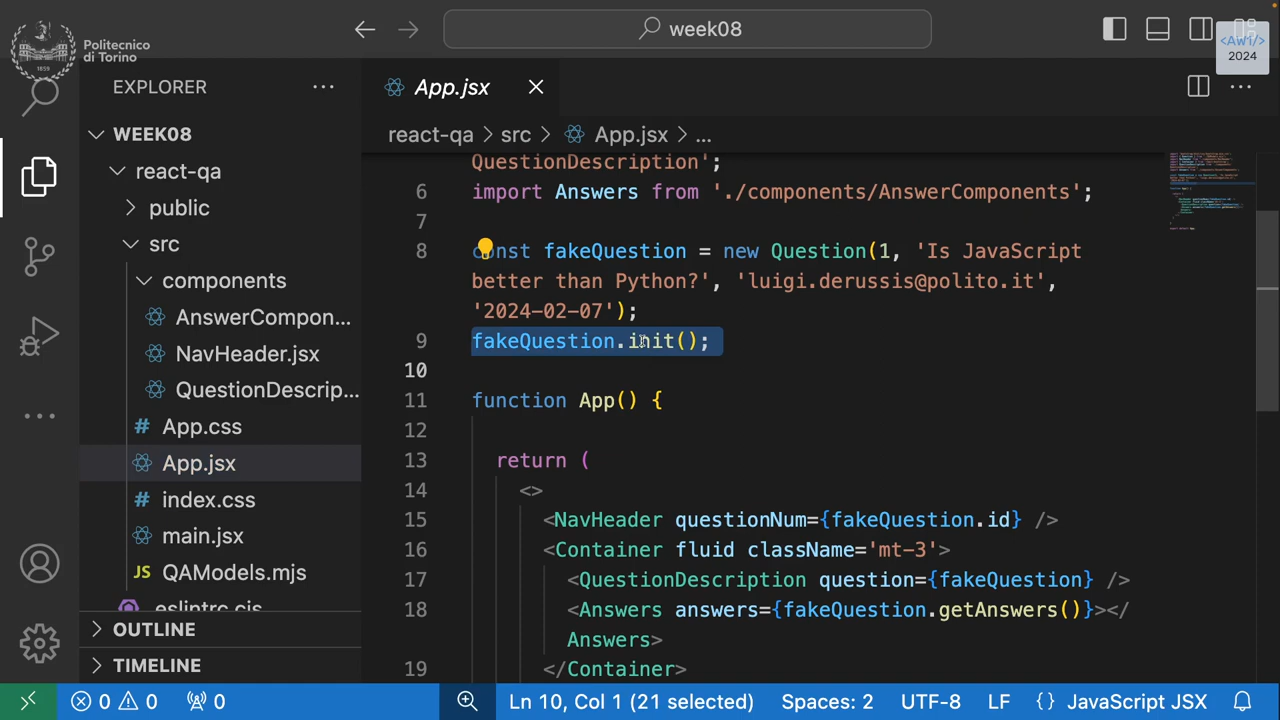 Politecnico
di Torino
1859
week08
<AW1/>
2024
EXPLORER
App.jsx
react-qa > src > App.jsx > ...
WEEK08
react-qa
public
src
components
AnswerCompon...
NavHeader.jsx
QuestionDescrip...
App.css
App.jsx
index.css
main.jsx
JS QAModels.mjs
eslintrc.cjs
OUTLINE
TIMELINE
QuestionDescription';
6 import Answers from './components/AnswerComponents';
7
8 const fakeQuestion = new Question(1, 'Is JavaScript
better than Python?', 'luigi.derussis@polito.it',
'2024-02-07');
9 fakeQuestion.init();
10
11 function App() {
12
13 return (
14 <>
15 <NavHeader questionNum={fakeQuestion.id} />
16 <Container fluid className='mt-3'>
17 <QuestionDescription question={fakeQuestion} />
18 <Answers answers={fakeQuestion.getAnswers()}></
Answers>
19 </Container>
0 0 0 Ln 10, Col 1 (21 selected) Spaces: 2 UTF-8 LF {} JavaScript JSX